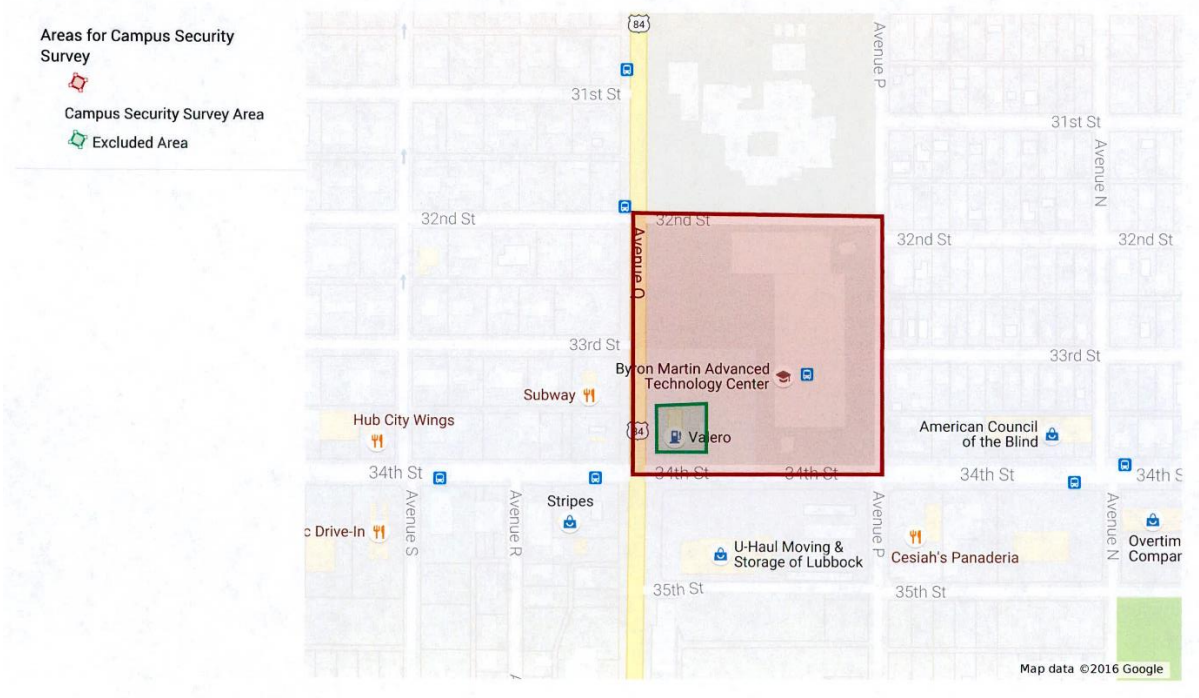 Areas for Campus Security
Survey
Campus Security Survey Area
Excluded Area
84
Avenue P
31st St
31st St
Avenue N
32nd St
32nd St
32nd St
32nd St
Avenue Q
33rd St
33rd St
Byron Martin Advanced
Technology Center
Subway
Hub City Wings
84
Valero
American Council
of the Blind
34th St
34th St
34th St
34th St
34th S
Avenue S
Avenue R
Stripes
Avenue P
Avenue N
c Drive-In
U-Haul Moving &
Storage of Lubbock
Cesiah's Panaderia
Overtim
Compar
35th St
35th St
Map data ©2016 Google